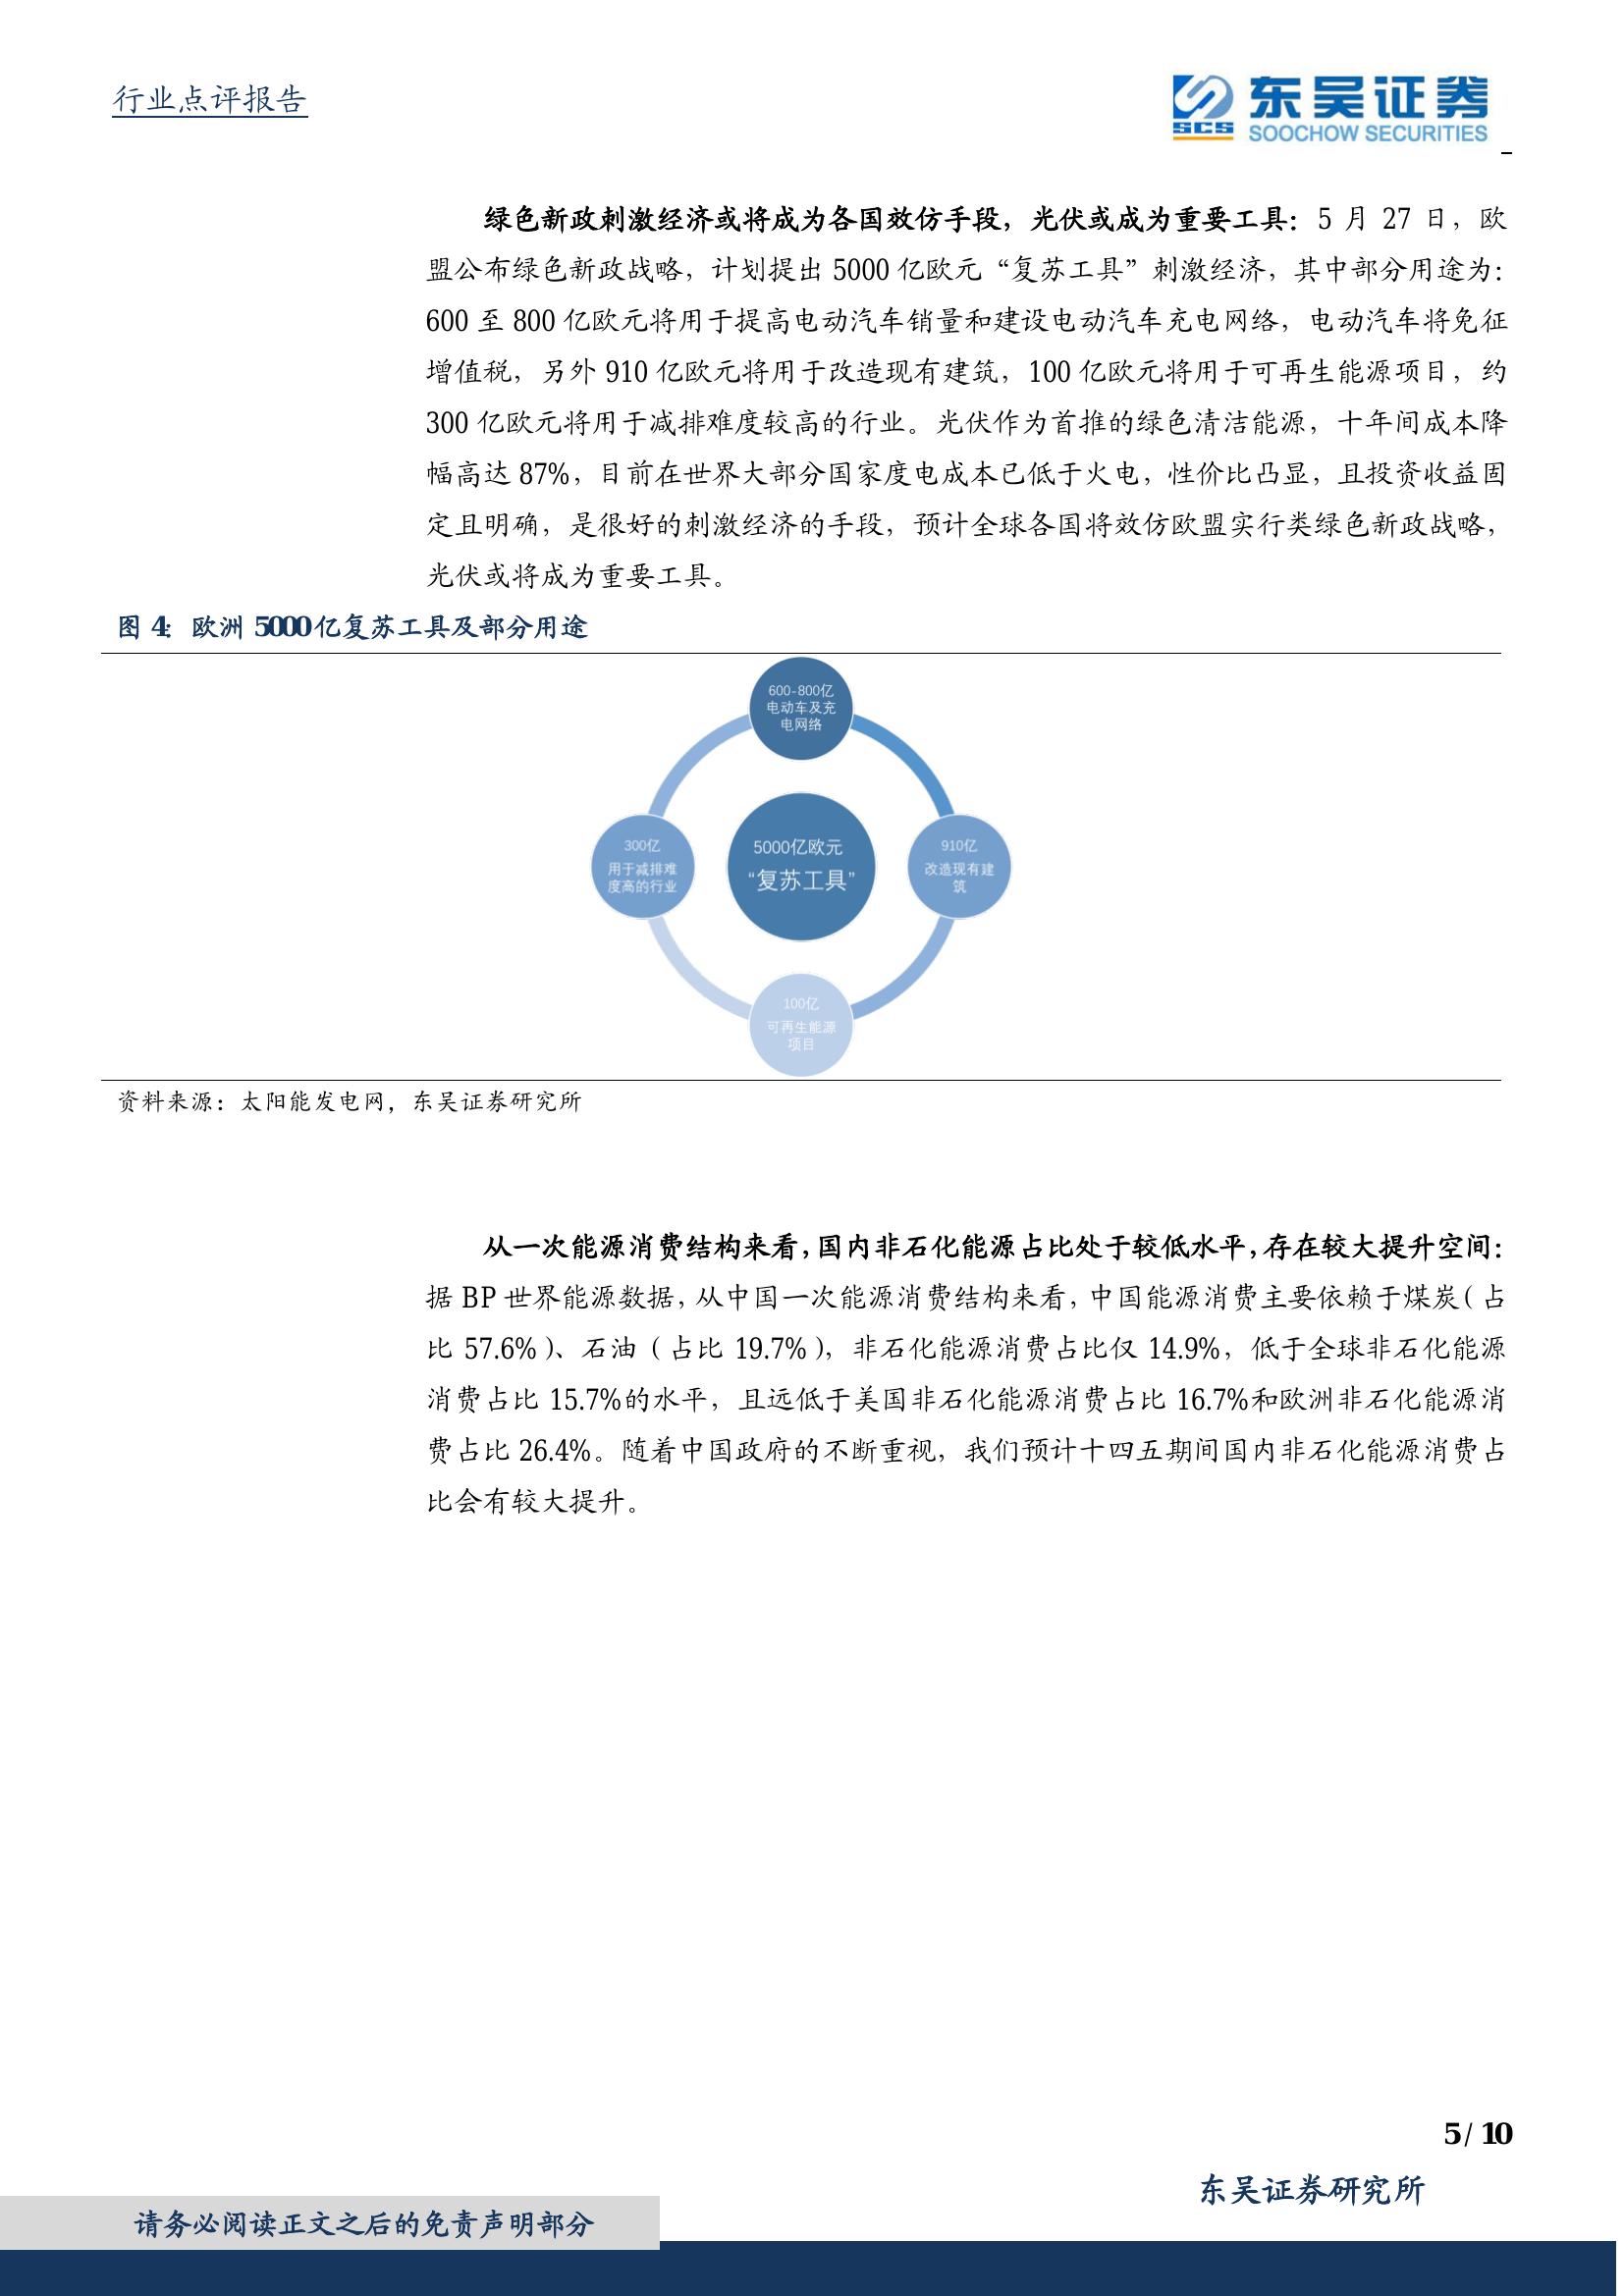 行业点评报告
东吴证券
SCS
SOOCHOW SECURITIES
绿色新政刺激经济或将成为各国效仿手段，光伏或成为重要工具：5 月 27 日，欧
盟公布绿色新政战略，计划提出 5000 亿欧元“复苏工具”刺激经济，其中部分用途为：
600 至 800 亿欧元将用于提高电动汽车销量和建设电动汽车充电网络，电动汽车将免征
增值税，另外 910 亿欧元将用于改造现有建筑，100 亿欧元将用于可再生能源项目，约
300 亿欧元将用于减排难度较高的行业。光伏作为首推的绿色清洁能源，十年间成本降
幅高达 87%，目前在世界大部分国家度电成本已低于火电，性价比凸显，且投资收益固
定且明确，是很好的刺激经济的手段，预计全球各国将效仿欧盟实行类绿色新政战略，
光伏或将成为重要工具。
图 4：欧洲 5000 亿复苏工具及部分用途
600-800亿
电动车及充
电网络
300亿
用于减排难
度高的行业
5000亿欧元
“复苏工具”
910亿
改造现有建
筑
100亿
可再生能源
项目
资料来源：太阳能发电网，东吴证券研究所
从一次能源消费结构来看，国内非石化能源占比处于较低水平，存在较大提升空间：
据 BP 世界能源数据，从中国一次能源消费结构来看，中国能源消费主要依赖于煤炭（占
比 57.6%）、石油（占比 19.7%），非石化能源消费占比仅 14.9%，低于全球非石化能源
消费占比 15.7%的水平，且远低于美国非石化能源消费占比 16.7%和欧洲非石化能源消
费占比 26.4%。随着中国政府的不断重视，我们预计十四五期间国内非石化能源消费占
比会有较大提升。
5 / 10
东吴证券研究所
请务必阅读正文之后的免责声明部分